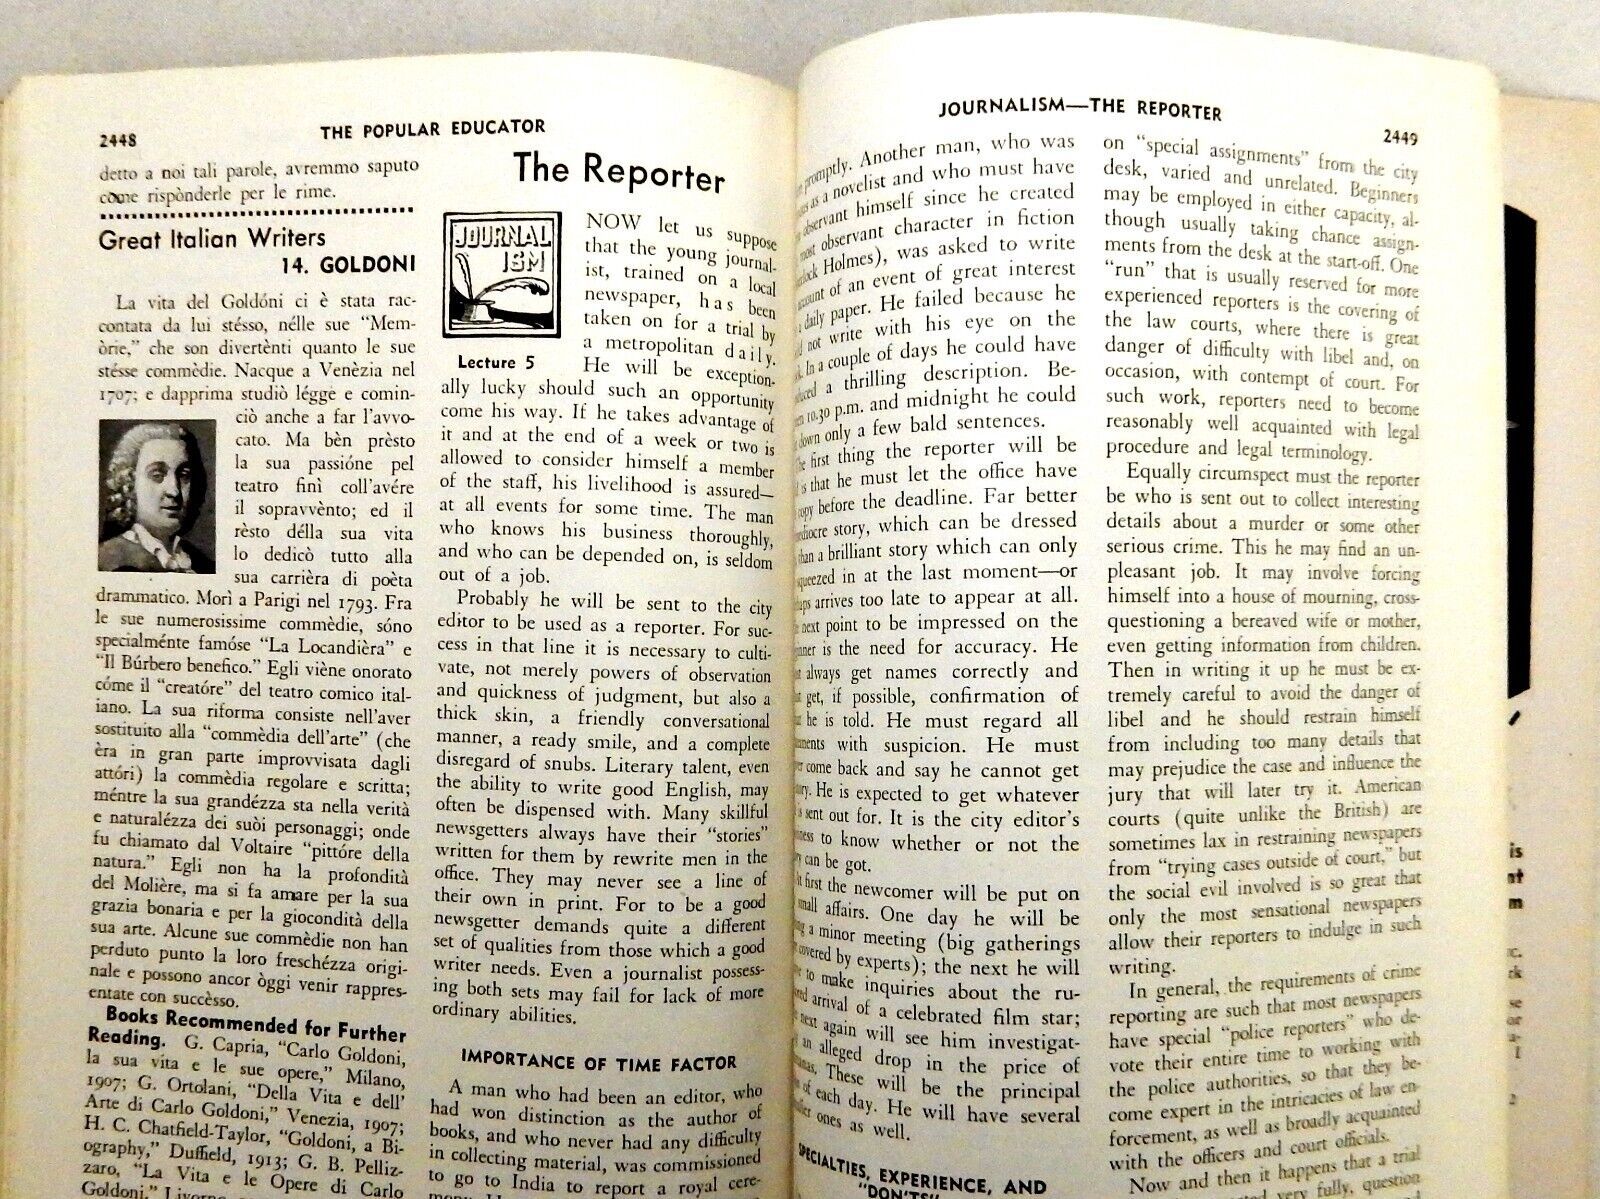 2448
THE POPULAR EDUCATOR
detto a noi tali parole, avremmo saputo
come rispònderle per le rime.
Great Italian Writers
14. GOLDONI
La vita del Goldóni ci è stata rac-
contata da lui stésso, nélle sue "Mem-
òrie," che son divertènti quanto le sue
stésse commèdie. Nacque a Venèzia nel
1707; e dapprima studiò légge e comin-
ciò anche a far l'avvo-
cato. Ma bèn prèsto
la sua passióne pel
teatro finì coll'avére
il sopravvènto; ed il
rèsto délla sua vita
lo dedicò tutto alla
sua carrièra di poèta
drammatico. Morì a Parigi nel 1793. Fra
le sue numerosissime commèdie, sóno
specialménte famóse "La Locandièra" e
"Il Búrbero benefico." Egli viène onorato
cóme il "creatóre" del teatro comico ital-
iano. La sua riforma consiste nell'aver
sostituito alla "commèdia dell'arte" (che
èra in gran parte improvvisata dagli
attóri) la commèdia regolare e scritta;
méntre la sua grandézza sta nella verità
e naturalézza dei suòi personaggi; onde
fu chiamato dal Voltaire "pittóre della
natura." Egli non ha la profondità
del Molière, ma si fa amare per la sua
grazia bonaria e per la giocondità della
sua arte. Alcune sue commèdie non han
perduto punto la loro freschézza origi-
nale e possono ancor òggi venir rappres-
entate con succèsso.
Books Recommended for Further
Reading. G. Capria, "Carlo Goldoni,
la sua vita e le sue opere," Milano,
1907; G. Ortolani, "Della Vita e dell'
Arte di Carlo Goldoni," Venezia, 1907;
H. C. Chatfield-Taylor, "Goldoni, a Bi-
ography," Duffield, 1913; G. B. Pelliz-
zaro, "La Vita e le Opere di Carlo
Goldoni," Livorno
The Reporter
JOURNAL
ISM
Lecture 5
NOW let us suppose
that the young journal-
ist, trained on a local
newspaper, has been
taken on for a trial by
a metropolitan daily.
He will be exception-
ally lucky should such an opportunity
come his way. If he takes advantage of
it and at the end of a week or two is
allowed to consider himself a member
of the staff, his livelihood is assured—
at all events for some time. The man
who knows his business thoroughly,
and who can be depended on, is seldom
out of a job.
Probably he will be sent to the city
editor to be used as a reporter. For suc-
cess in that line it is necessary to culti-
vate, not merely powers of observation
and quickness of judgment, but also a
thick skin, a friendly conversational
manner, a ready smile, and a complete
disregard of snubs. Literary talent, even
the ability to write good English, may
often be dispensed with. Many skillful
newsgetters always have their "stories"
written for them by rewrite men in the
office. They may never see a line of
their own in print. For to be a good
newsgetter demands quite a different
set of qualities from those which a good
writer needs. Even a journalist possess-
ing both sets may fail for lack of more
ordinary abilities.
IMPORTANCE OF TIME FACTOR
A man who had been an editor, who
had won distinction as the author of
books, and who never had any difficulty
in collecting material, was commissioned
to go to India to report a royal cere-
JOURNALISM—THE REPORTER
2449
promptly. Another man, who was
as a novelist and who must have
observant himself since he created
most observant character in fiction
Holmes), was asked to write
account of an event of great interest
a daily paper. He failed because he
not write with his eye on the
In a couple of days he could have
a thrilling description. Be-
10.30 p.m. and midnight he could
down only a few bald sentences.
first thing the reporter will be
is that he must let the office have
copy before the deadline. Far better
mediocre story, which can be dressed
than a brilliant story which can only
squeezed in at the last moment—or
arrives too late to appear at all.
next point to be impressed on the
is the need for accuracy. He
always get names correctly and
get, if possible, confirmation of
he is told. He must regard all
with suspicion. He must
come back and say he cannot get
He is expected to get whatever
sent out for. It is the city editor's
to know whether or not the
can be got.
first the newcomer will be put on
small affairs. One day he will be
a minor meeting (big gatherings
covered by experts); the next he will
to make inquiries about the ru-
arrival of a celebrated film star;
next again will see him investigat-
an alleged drop in the price of
These will be the principal
of each day. He will have several
ones as well.
SPECIALTIES, EXPERIENCE, AND
"DON'TS"
on "special assignments" from the city
desk, varied and unrelated. Beginners
may be employed in either capacity, al-
though usually taking chance assign-
ments from the desk at the start-off. One
"run" that is usually reserved for more
experienced reporters is the covering of
the law courts, where there is great
danger of difficulty with libel and, on
occasion, with contempt of court. For
such work, reporters need to become
reasonably well acquainted with legal
procedure and legal terminology.
Equally circumspect must the reporter
be who is sent out to collect interesting
details about a murder or some other
serious crime. This he may find an un-
pleasant job. It may involve forcing
himself into a house of mourning, cross-
questioning a bereaved wife or mother,
even getting information from children.
Then in writing it up he must be ex-
tremely careful to avoid the danger of
libel and he should restrain himself
from including too many details that
may prejudice the case and influence the
jury that will later try it. American
courts (quite unlike the British) are
sometimes lax in restraining newspapers
from "trying cases outside of court," but
the social evil involved is so great that
only the most sensational newspapers
allow their reporters to indulge in such
writing.
In general, the requirements of crime
reporting are such that most newspapers
have special "police reporters" who de-
vote their entire time to working with
the police authorities, so that they be-
come expert in the intricacies of law en-
forcement, as well as broadly acquainted
with the officers and court officials.
Now and then it happens that a trial
very fully, question